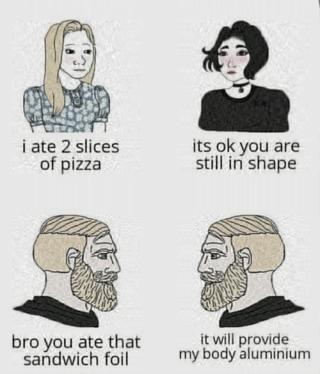 i ate 2 slices
of pizza
its ok you are
still in shape
bro you ate that
sandwich foil
it will provide
my body aluminium